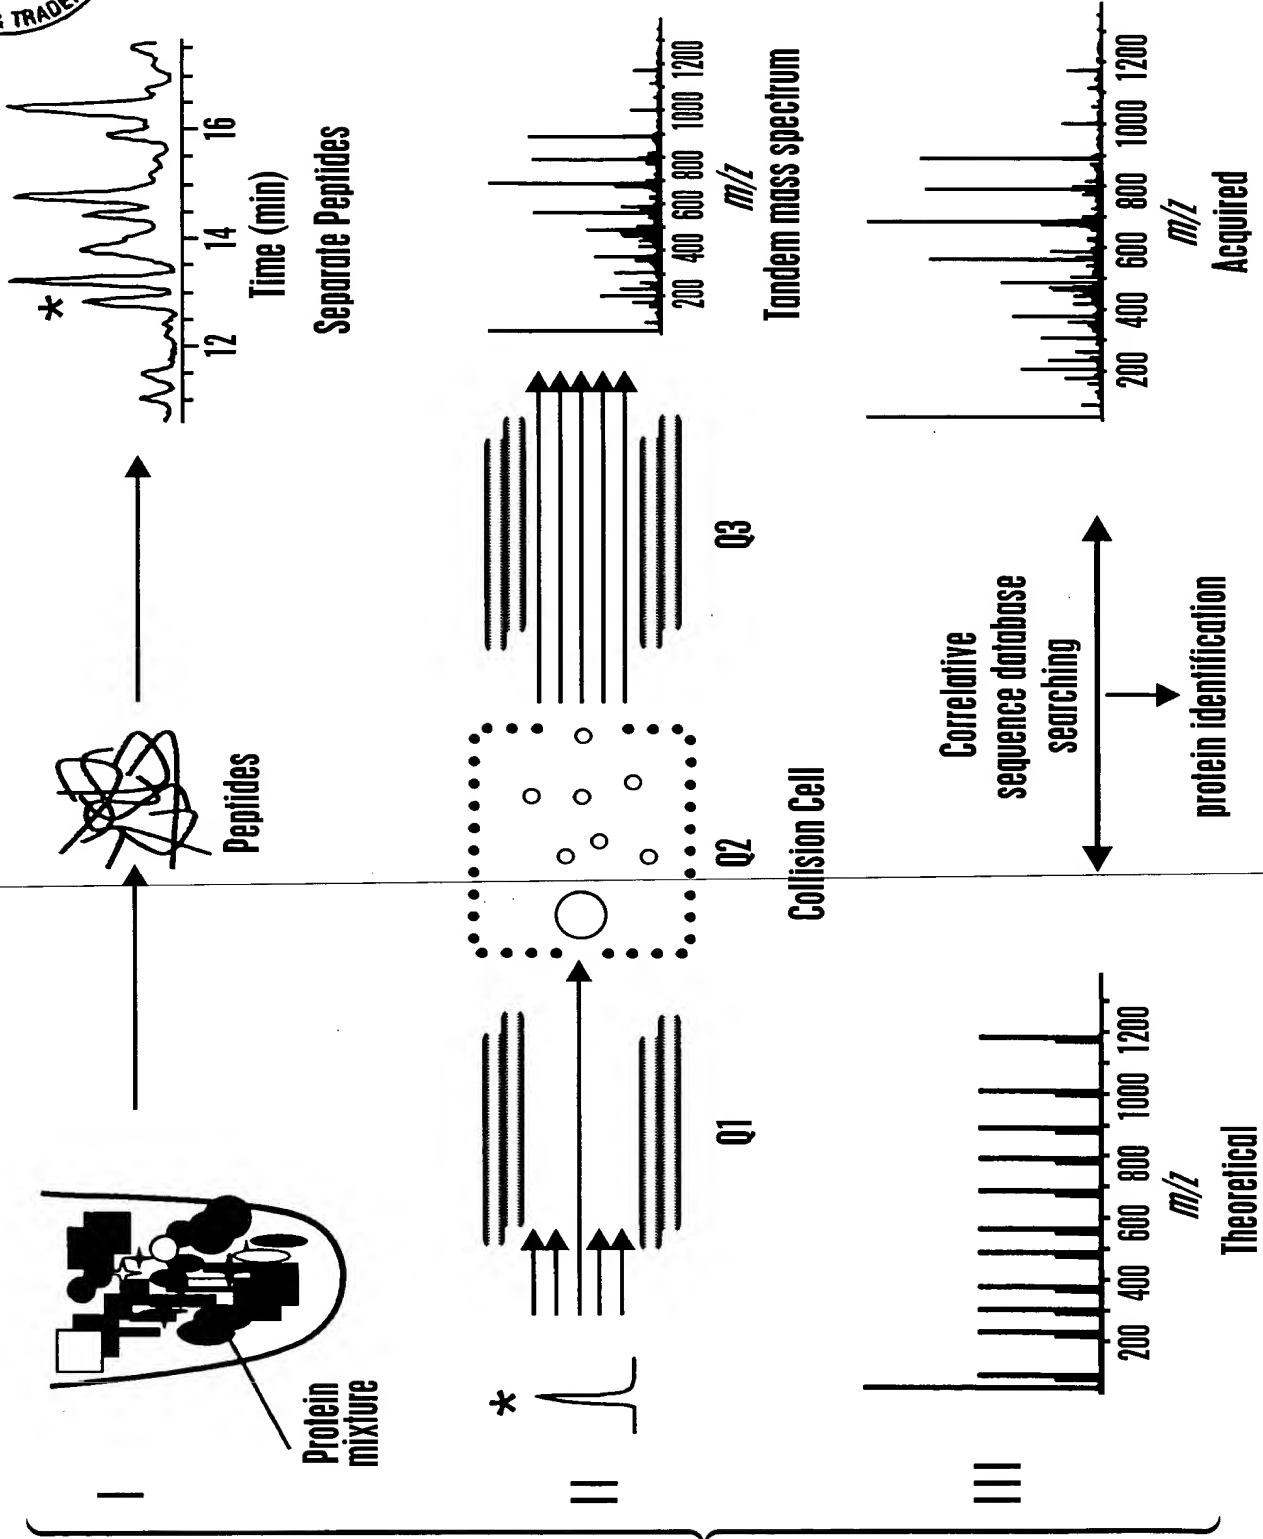 & TRADE
I
Protein
mixture
Peptides
*
12 14 16
Time (min)
Separate Peptides
II
*
Q1
Q2
Collision Cell
Q3
200 400 600 800 1000 1200
m/z
Tandem mass spectrum
III
200 400 600 800 1000 1200
m/z
Theoretical
Correlative
sequence database
searching
protein identification
200 400 600 800 1000 1200
m/z
Acquired